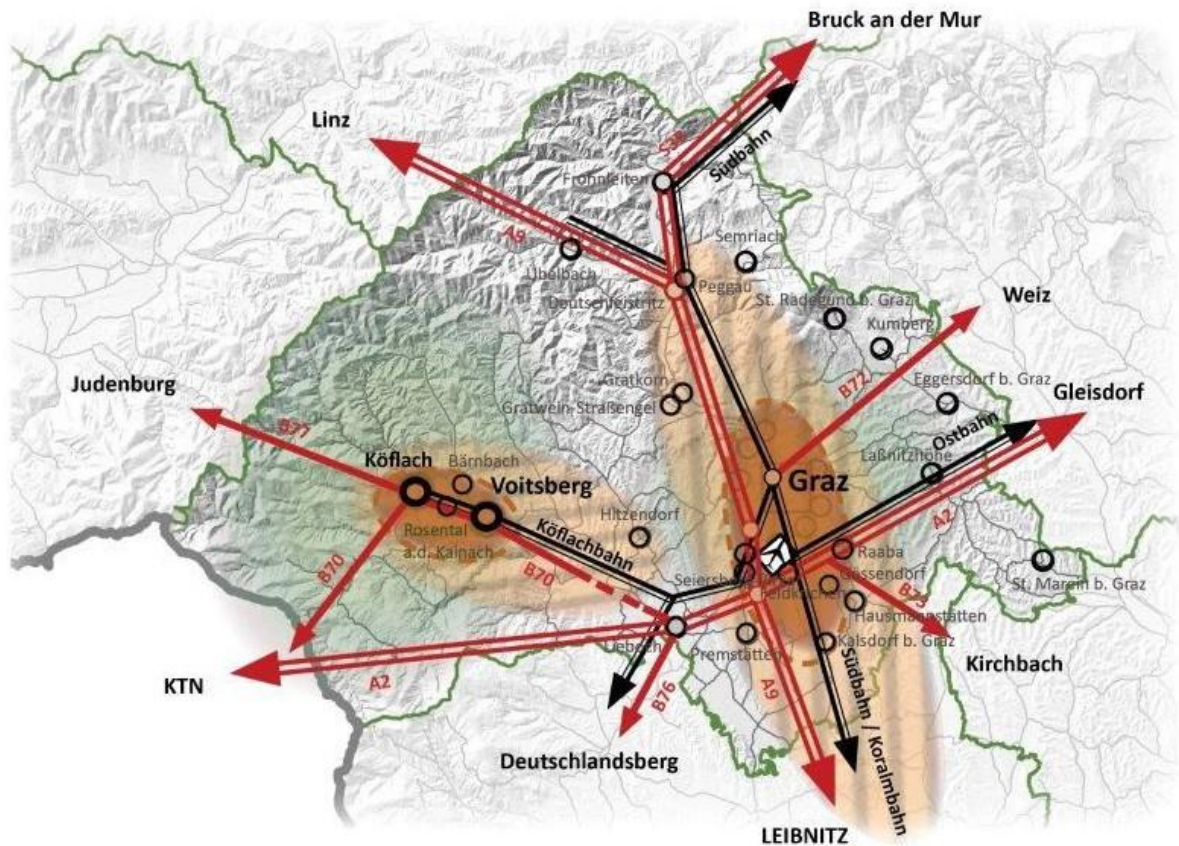 Bruck an der Mur
Linz
S35
Südbahn
Frohnleiten
A9
Semriach
Übelbach
Peggau
Deutschfeistritz
St. Radegund b. Graz
Weiz
Kumberg
B72
Judenburg
Gratkorn
Gratwein-Straßengel
Eggersdorf b. Graz
Gleisdorf
B77
Ostbahn
Köflach
Bärnbach
Laßnitzhöhe
Graz
Voitsberg
A2
Rosental
a.d. Kainach
Köflachbahn
Hitzendorf
B70
B70
Raaba
Seiersberg
Gössendorf
Feldkirchen
B73
St. Marein b. Graz
Hausmannstätten
Lieboch
Premstätten
Kalsdorf b. Graz
Kirchbach
KTN
A2
B76
A9
Südbahn / Koralmbahn
Deutschlandsberg
LEIBNITZ